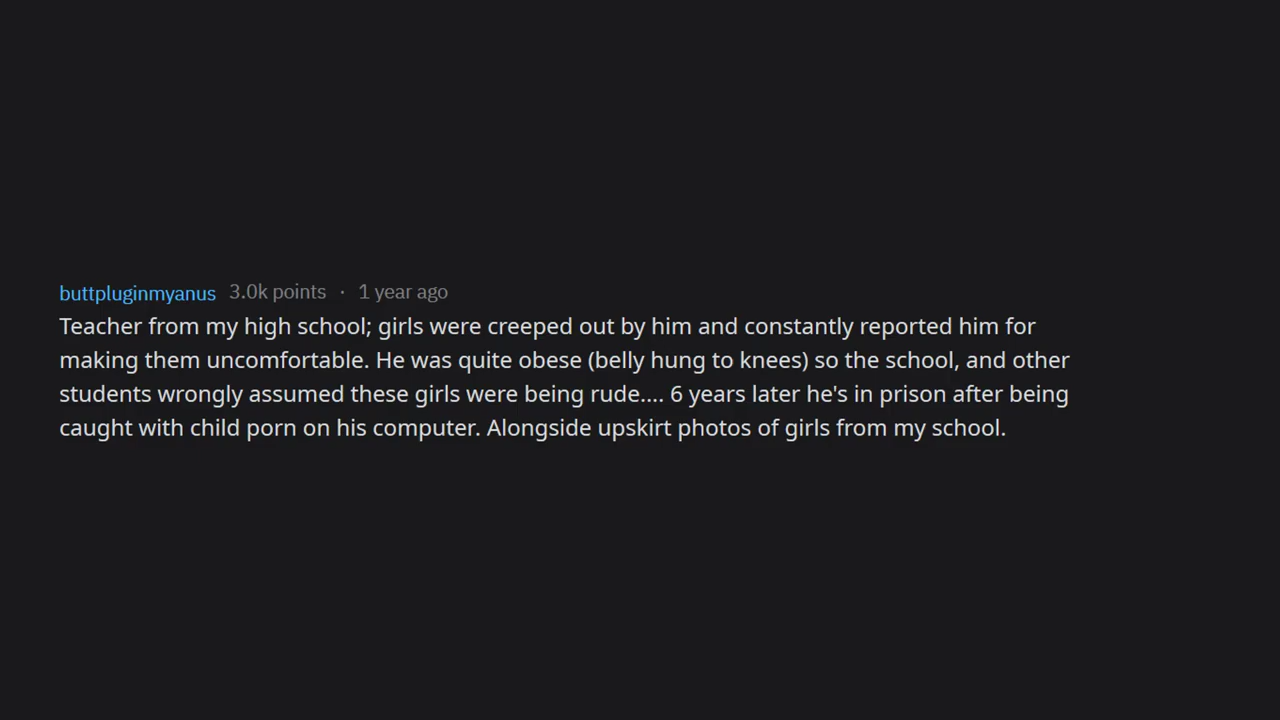 buttpluginmyanus 3.0k points · 1 year ago
Teacher from my high school; girls were creeped out by him and constantly reported him for
making them uncomfortable. He was quite obese (belly hung to knees) so the school, and other
students wrongly assumed these girls were being rude.... 6 years later he's in prison after being
caught with child porn on his computer. Alongside upskirt photos of girls from my school.